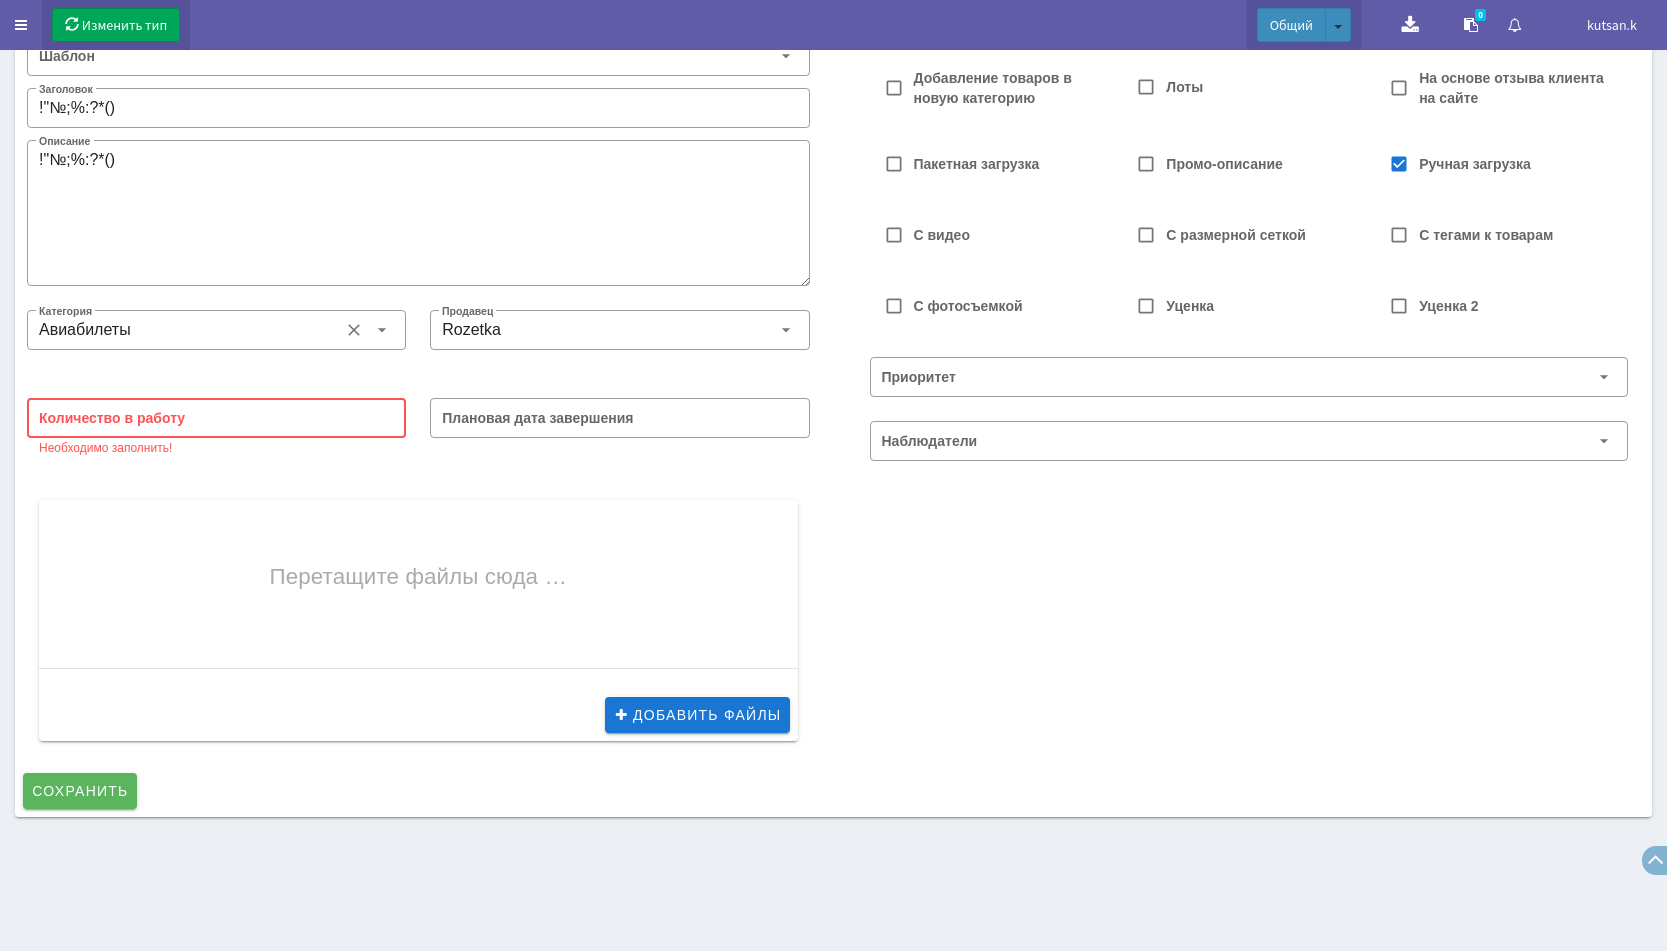 Изменить тип
Общий
0
kutsan.k
Шаблон
Заголовок
!"№;%:?*()
Описание
!"№;%:?*()
Категория
Авиабилеты
Продавец
Rozetka
Количество в работу
Необходимо заполнить!
Плановая дата завершения
Перетащите файлы сюда …
ДОБАВИТЬ ФАЙЛЫ
СОХРАНИТЬ
Добавление товаров в
новую категорию
Лоты
На основе отзыва клиента
на сайте
Пакетная загрузка
Промо-описание
Ручная загрузка
С видео
С размерной сеткой
С тегами к товарам
С фотосъемкой
Уценка
Уценка 2
Приоритет
Наблюдатели